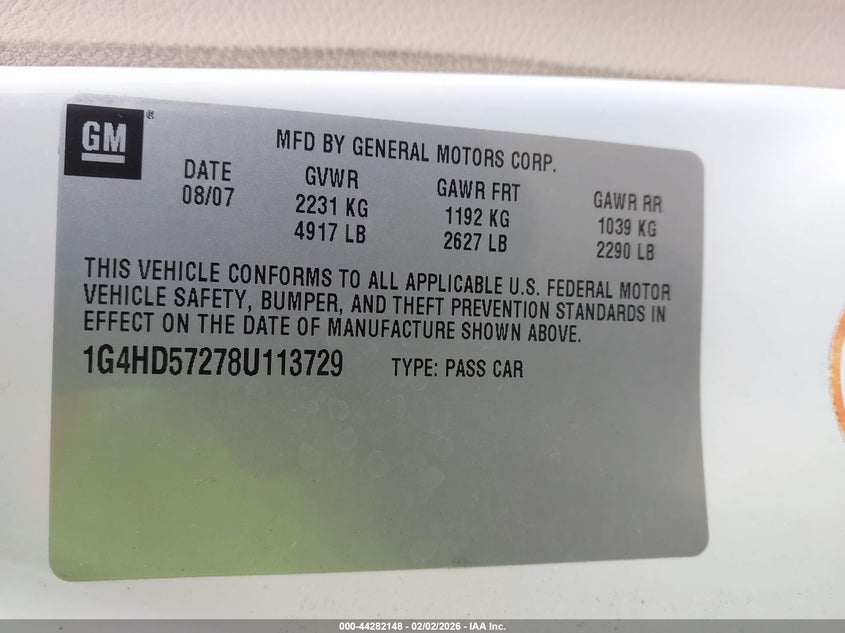 GM ®
MFD BY GENERAL MOTORS CORP.
DATE GVWR GAWR FRT GAWR RR
08/07 2231 KG 1192 KG 1039 KG
4917 LB 2627 LB 2290 LB
THIS VEHICLE CONFORMS TO ALL APPLICABLE U.S. FEDERAL MOTOR
VEHICLE SAFETY, BUMPER, AND THEFT PREVENTION STANDARDS IN
EFFECT ON THE DATE OF MANUFACTURE SHOWN ABOVE.
1G4HD57278U113729 TYPE: PASS CAR
000-44282148 - 02/02/2026 - IAA Inc.